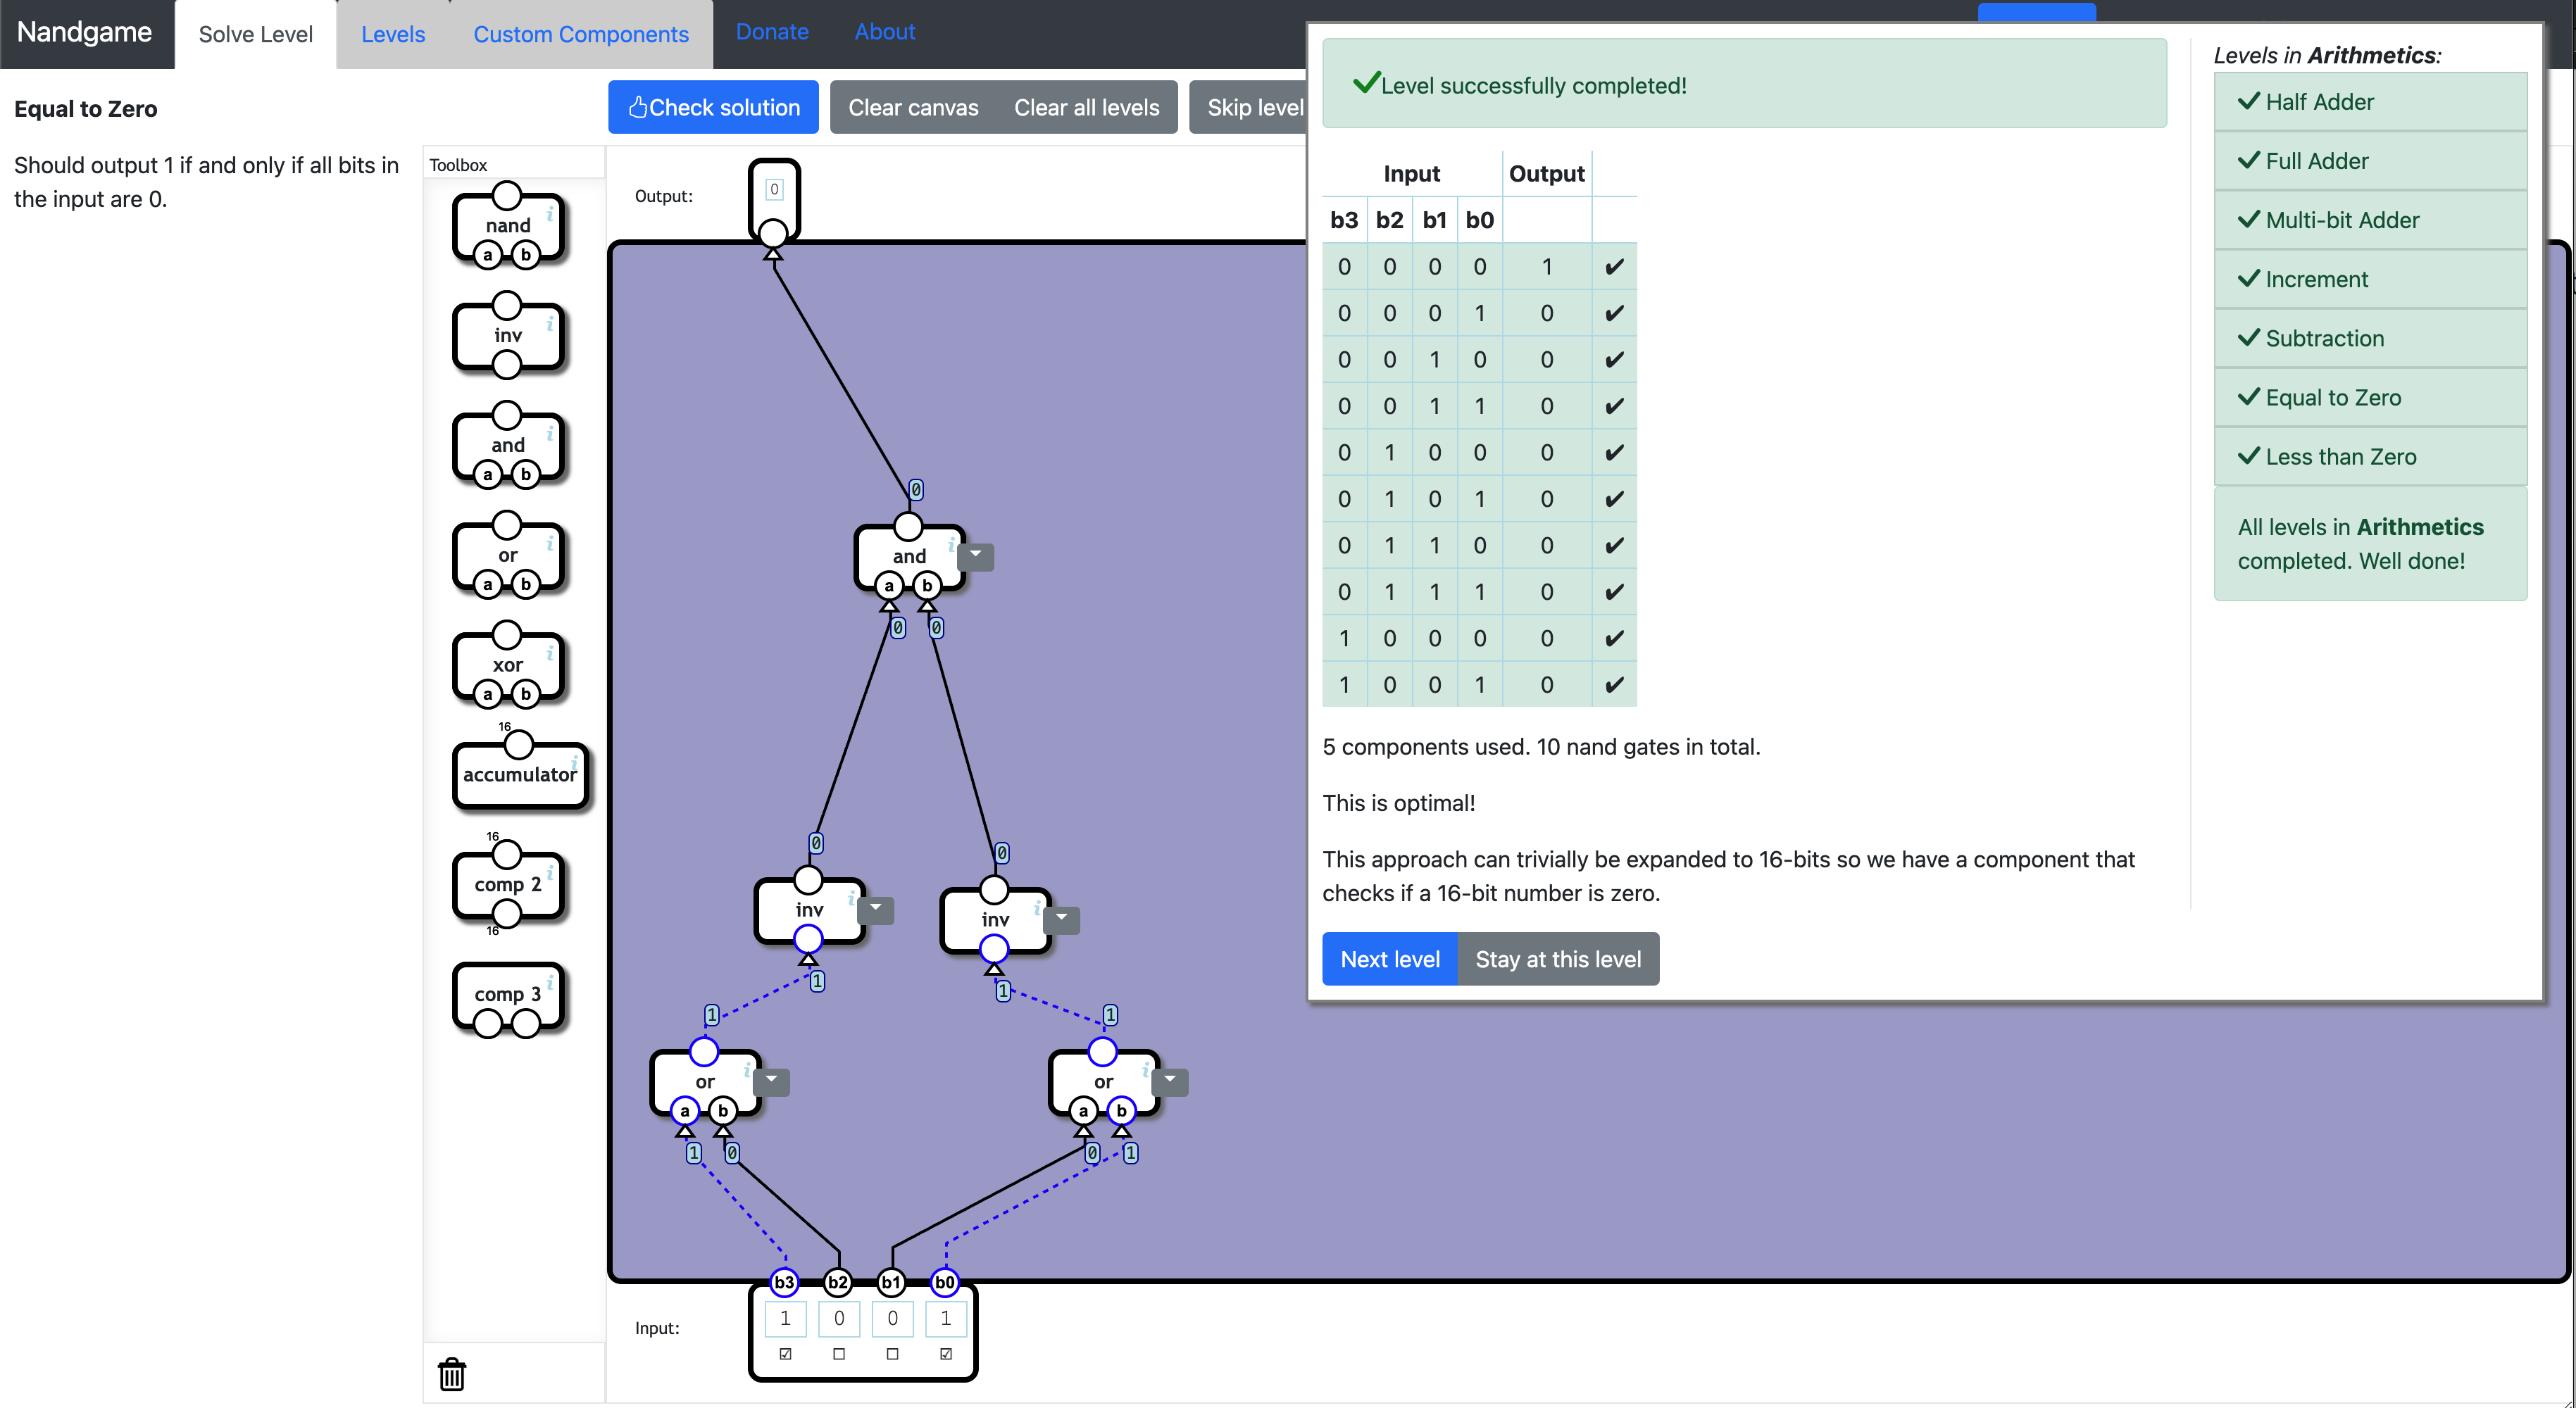 Nandgame Solve Level Levels Custom Components Donate About
Equal to Zero
Should output 1 if and only if all bits in
the input are 0.
Check solution Clear canvas Clear all levels Skip level
Toolbox
nand
a b
inv
and
a b
or
a b
xor
a b
16
accumulator
16
comp 2
16
comp 3
Output:
0
0
and
a b
0 0
0 0
inv inv
1 1
1 1
or or
a b a b
1 0 0 1
b3 b2 b1 b0
Input:
1 0 0 1
Level successfully completed!
Input Output
b3 b2 b1 b0
0 0 0 0 1 ✔
0 0 0 1 0 ✔
0 0 1 0 0 ✔
0 0 1 1 0 ✔
0 1 0 0 0 ✔
0 1 0 1 0 ✔
0 1 1 0 0 ✔
0 1 1 1 0 ✔
1 0 0 0 0 ✔
1 0 0 1 0 ✔
5 components used. 10 nand gates in total.
This is optimal!
This approach can trivially be expanded to 16-bits so we have a component that
checks if a 16-bit number is zero.
Next level Stay at this level
Levels in Arithmetics:
Half Adder
Full Adder
Multi-bit Adder
Increment
Subtraction
Equal to Zero
Less than Zero
All levels in Arithmetics
completed. Well done!